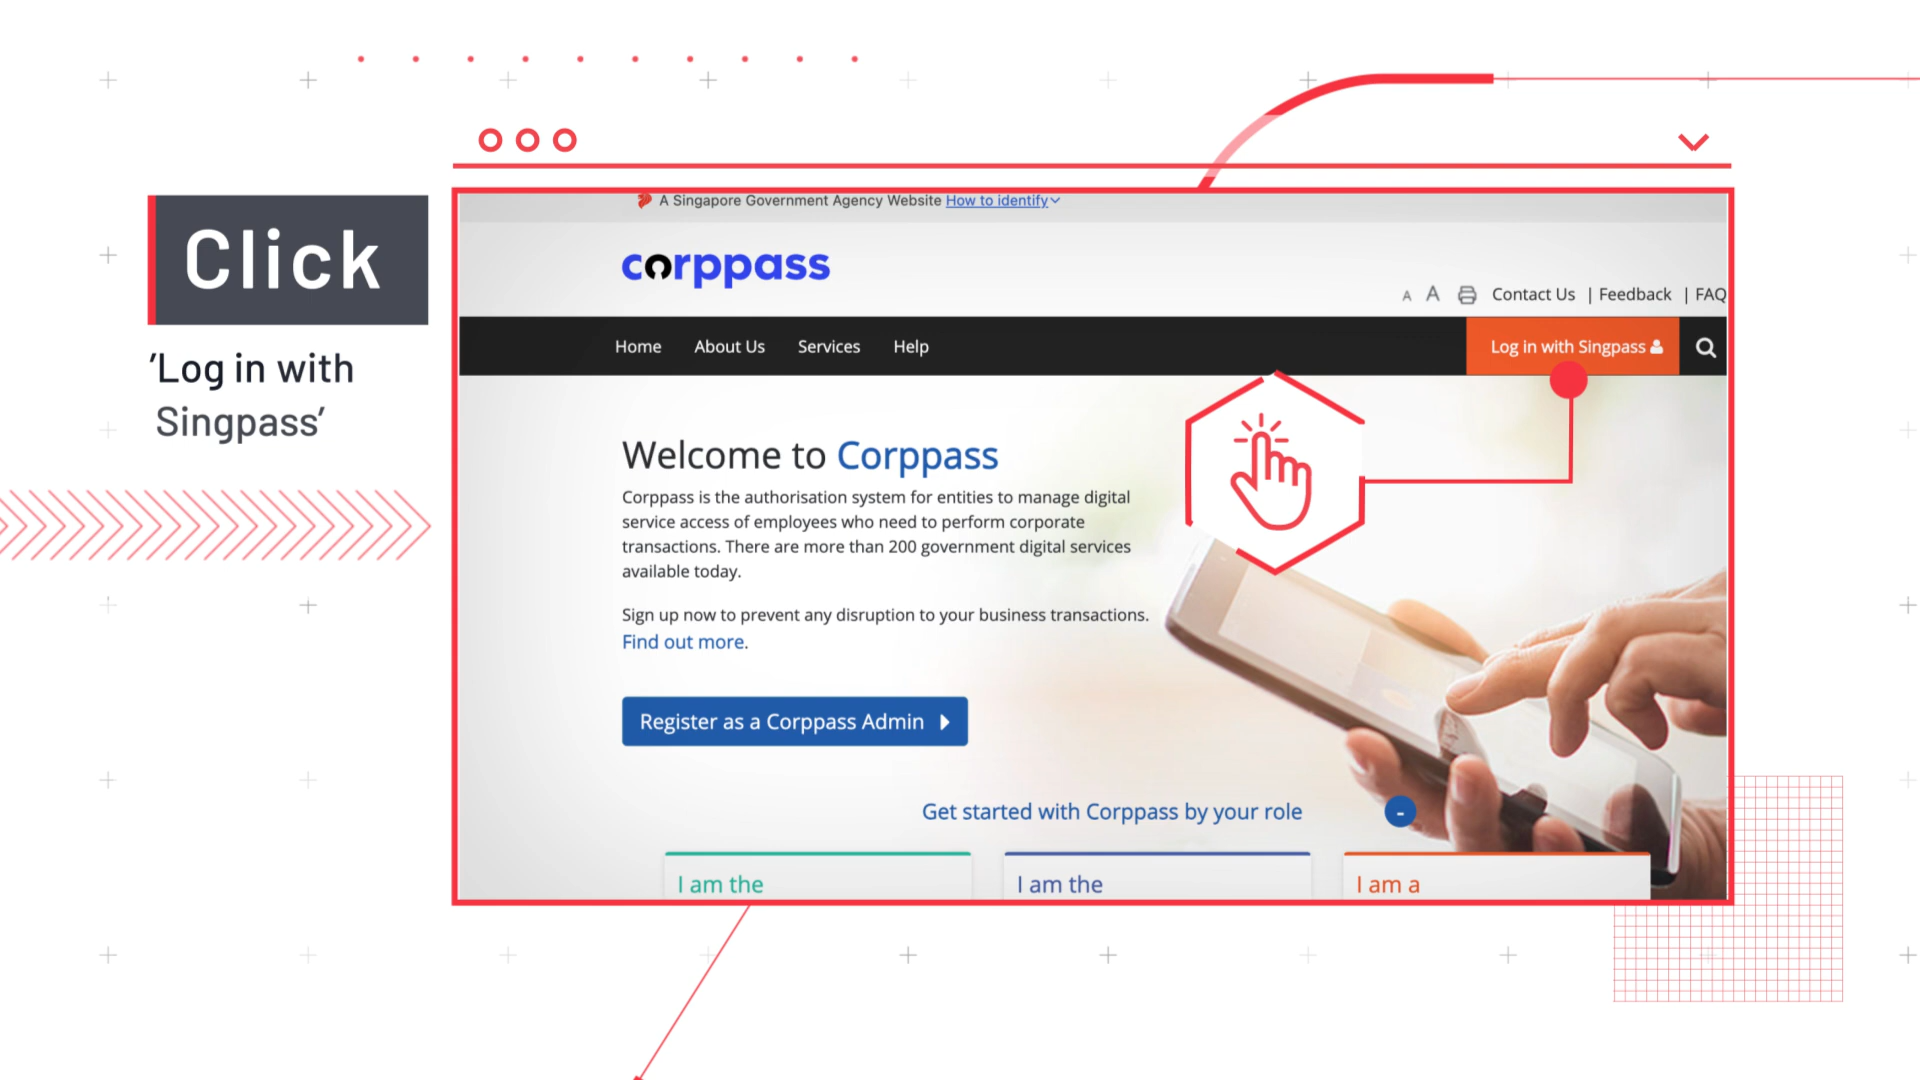 Click
'Log in with
Singpass'
A Singapore Government Agency Website How to identify
corppass
A A Contact Us | Feedback | FAQ
Home About Us Services Help Log in with Singpass
Welcome to Corppass
Corppass is the authorisation system for entities to manage digital
service access of employees who need to perform corporate
transactions. There are more than 200 government digital services
available today.
Sign up now to prevent any disruption to your business transactions.
Find out more.
Register as a Corppass Admin
Get started with Corppass by your role -
I am the
I am the
I am a